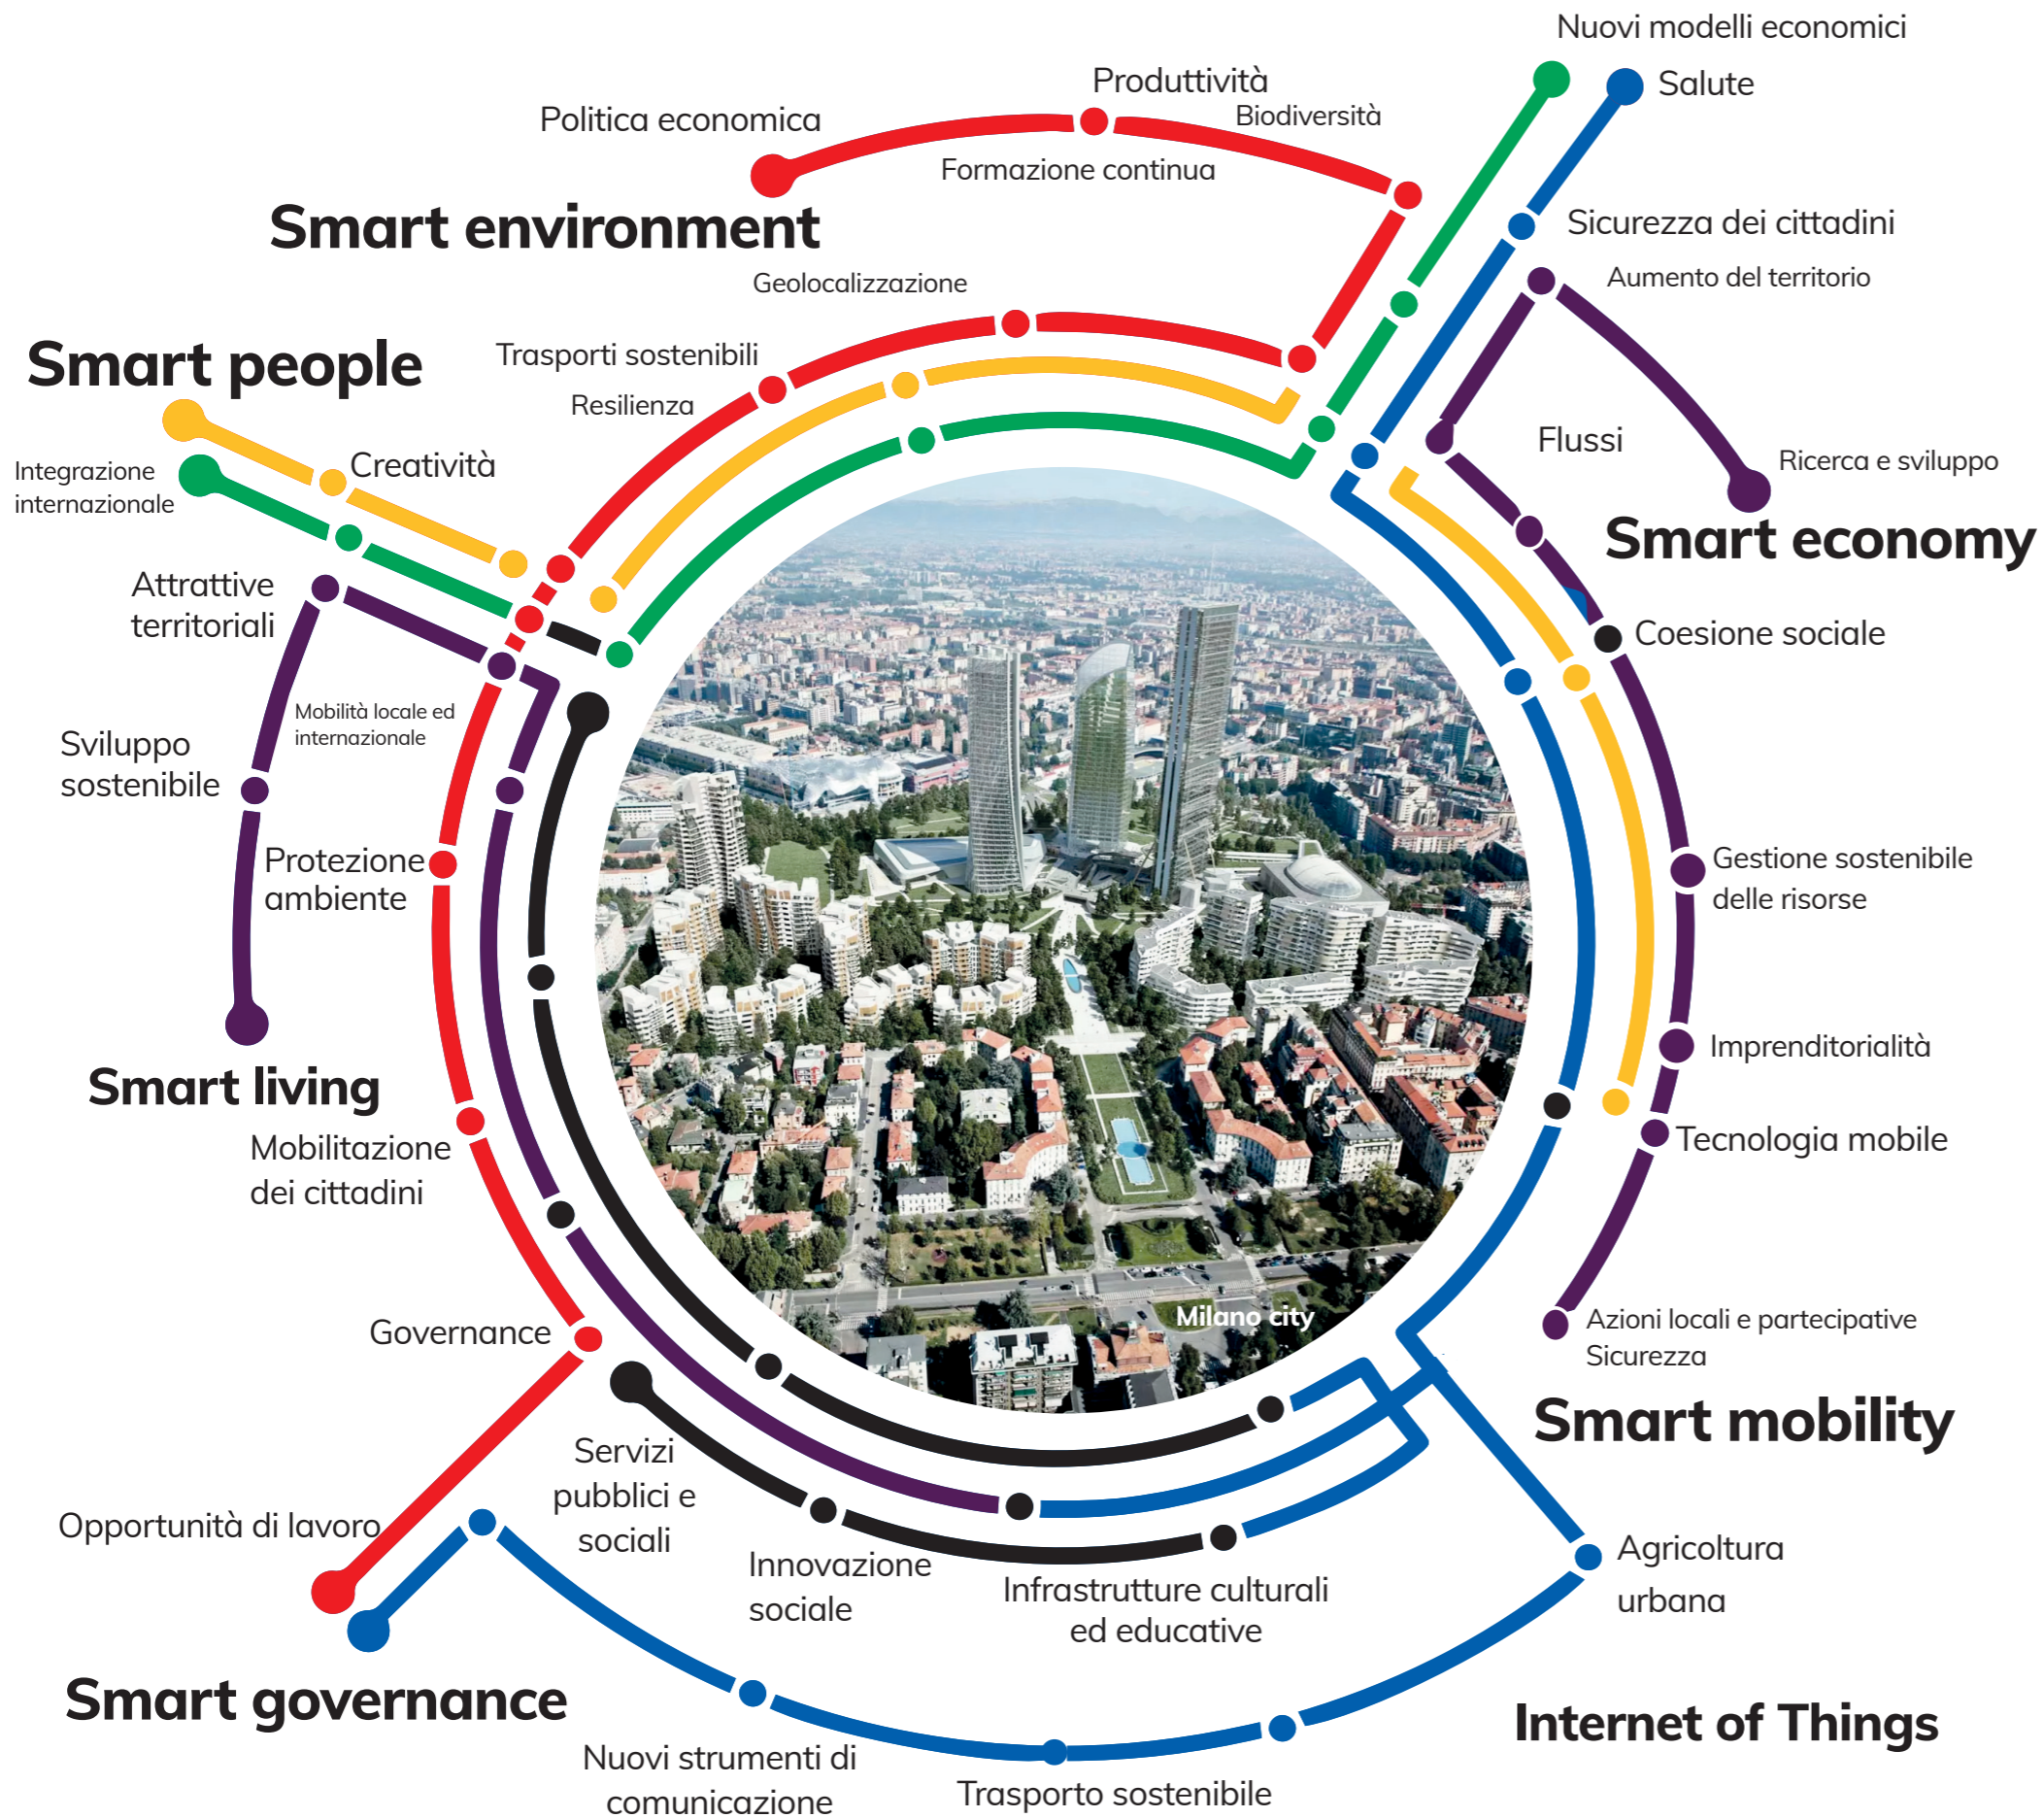 Nuovi modelli economici
Salute
Produttività
Biodiversità
Politica economica
Formazione continua
Smart environment
Sicurezza dei cittadini
Aumento del territorio
Geolocalizzazione
Trasporti sostenibili
Resilienza
Smart people
Creatività
Integrazione
internazionale
Flussi
Ricerca e sviluppo
Smart economy
Attrattive
territoriali
Coesione sociale
Mobilità locale ed
internazionale
Sviluppo
sostenibile
Protezione
ambiente
Gestione sostenibile
delle risorse
Imprenditorialità
Smart living
Tecnologia mobile
Mobilitazione
dei cittadini
Milano city
Governance
Azioni locali e partecipative
Sicurezza
Smart mobility
Servizi
pubblici e
sociali
Opportunità di lavoro
Innovazione
sociale
Infrastrutture culturali
ed educative
Agricoltura
urbana
Smart governance
Internet of Things
Nuovi strumenti di
comunicazione
Trasporto sostenibile